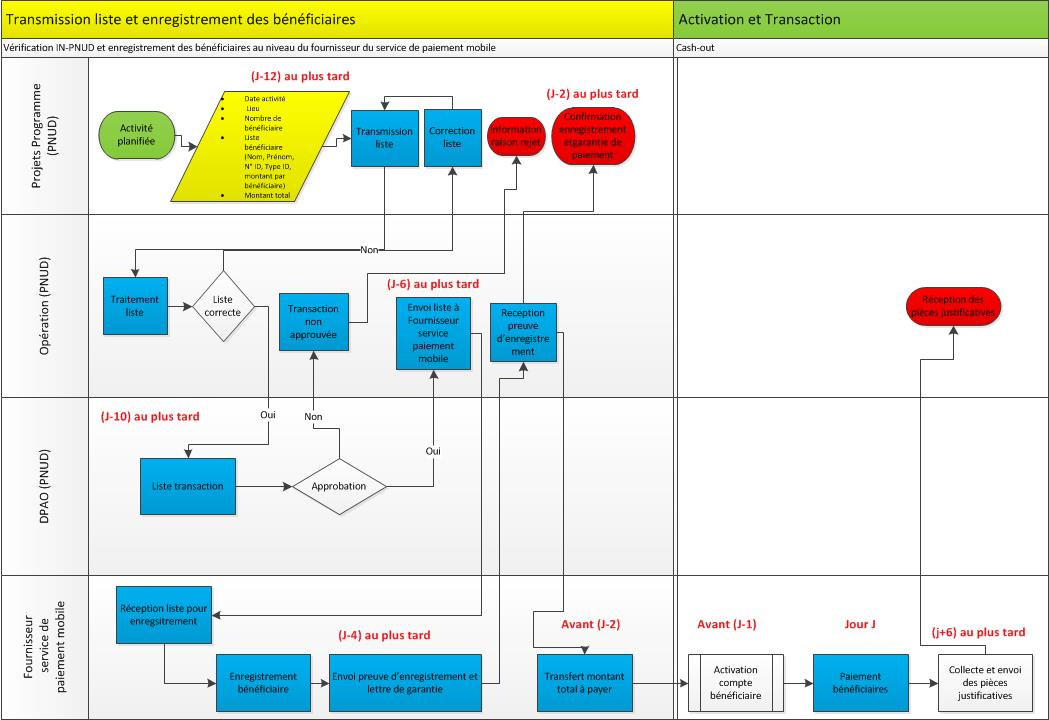 Transmission liste et enregistrement des bénéficiaires
Activation et Transaction
Vérification IN-PNUD et enregistrement des bénéficiaires au niveau du fournisseur du service de paiement mobile
Cash-out
Projets Programme
(PNUD)
(J-12) au plus tard
Activité
planifiée
• Date activité
• Lieu
• Nombre de
bénéficiaire
• Liste
bénéficiaire
(Nom, Prénom,
N° ID, Type ID,
montant par
bénéficiaire)
• Montant total
Transmission
liste
Correction
liste
Information
raison rejet
(J-2) au plus tard
Confirmation
enregistrement
etgarantie de
paiement
Opération (PNUD)
Non
Traitement
liste
Liste
correcte
Transaction
non
approuvée
(J-6) au plus tard
Envoi liste à
Fournisseur
service
paiement
mobile
Reception
preuve
d'enregistre
ment
Réception des
pièces justificatives
DPAO (PNUD)
(J-10) au plus tard
Oui
Non
Oui
Liste transaction
Approbation
Fournisseur
service de
paiement mobile
Réception liste pour
enregsitrement
Enregistrement
bénéficiaire
(J-4) au plus tard
Envoi preuve d'enregistrement et
lettre de garantie
Avant (J-2)
Transfert montant
total à payer
Avant (J-1)
Activation
compte
bénéficiaire
Jour J
Paiement
bénéficiaires
(j+6) au plus tard
Collecte et envoi
des pièces
justificatives